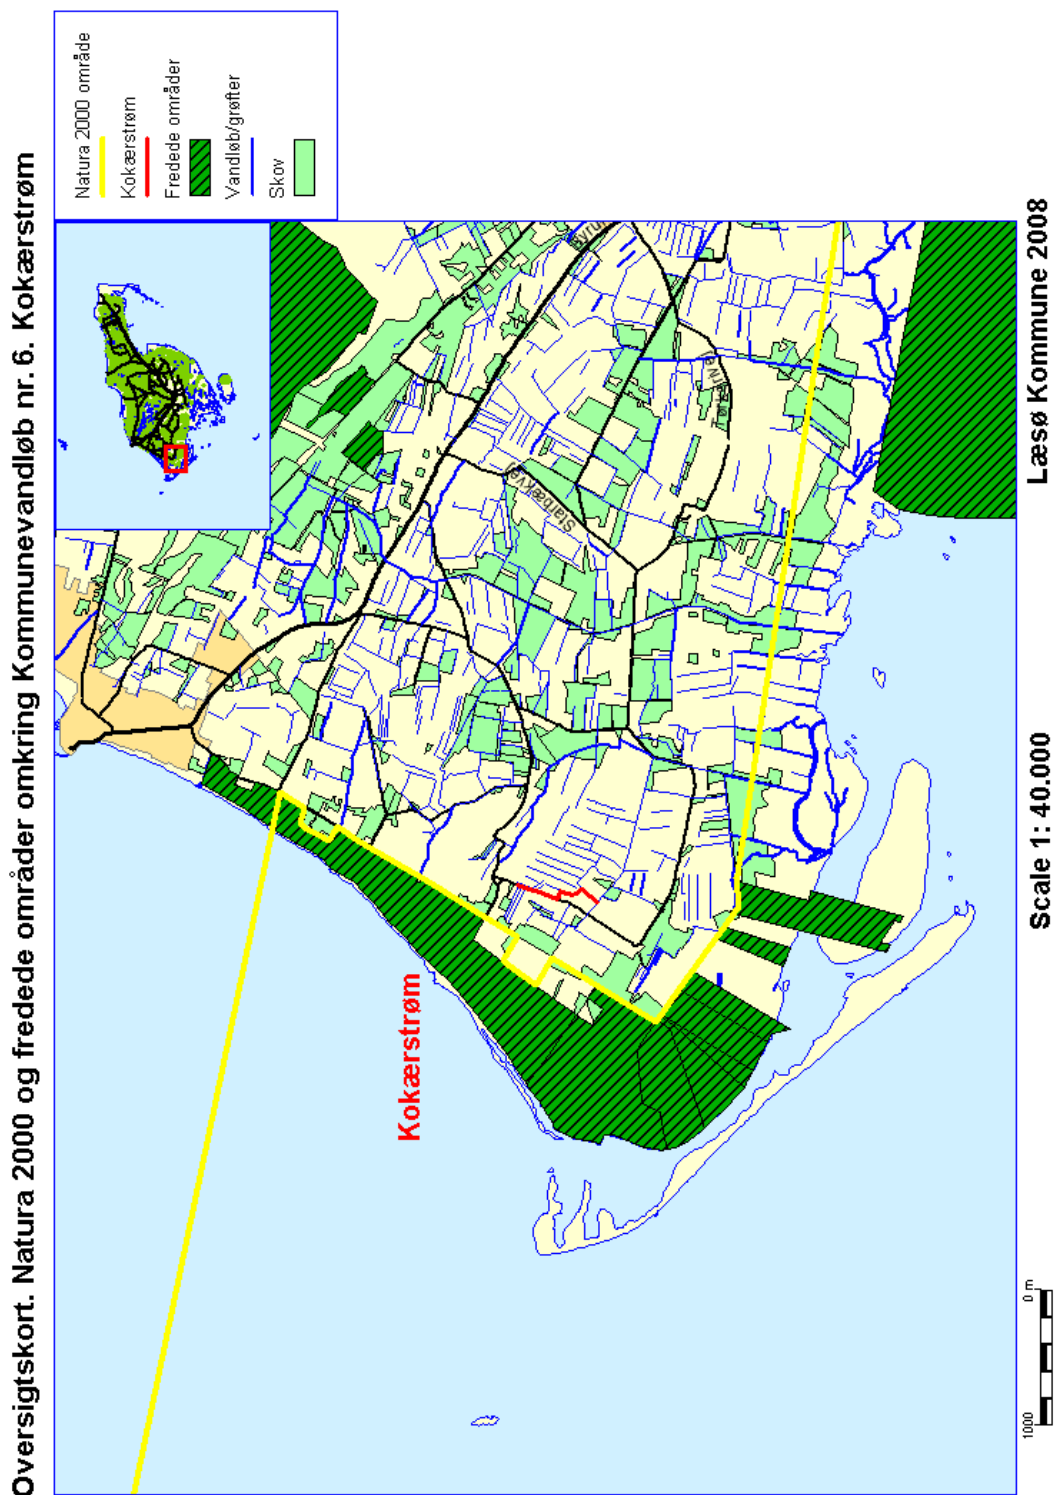 Oversigtskort. Natura 2000 og fredede områder omkring Kommunevandløb nr. 6. Kokærstrøm
Natura 2000 område
Kokærstrøm
Fredede områder
Vandløb/grøfter
Skov
Kokærstrøm
Stærbækvej
1000
0 m
Scale 1: 40.000
Læsø Kommune 2008